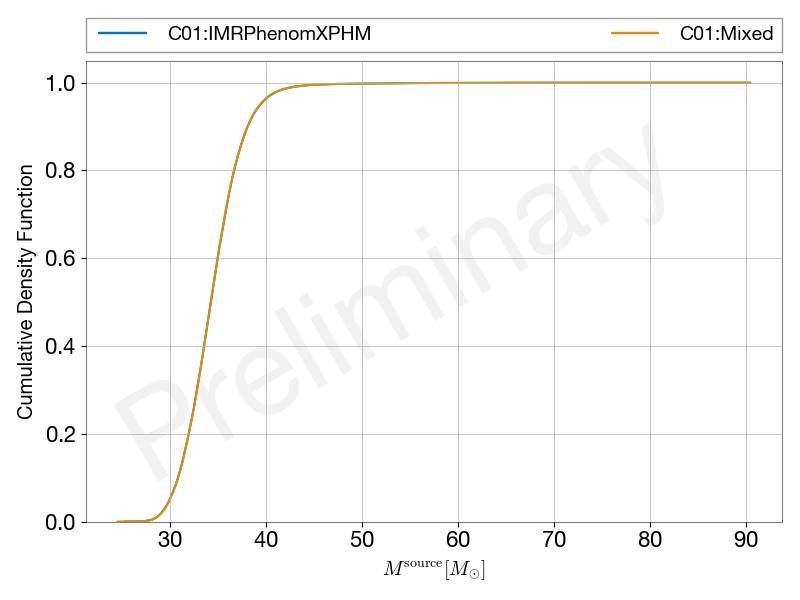 C01:IMRPhenomXPHM C01:Mixed
Cumulative Density Function
1.0
0.8
0.6
0.4
0.2
0.0
Preliminary
30 40 50 60 70 80 90
M^source [M_⊙]